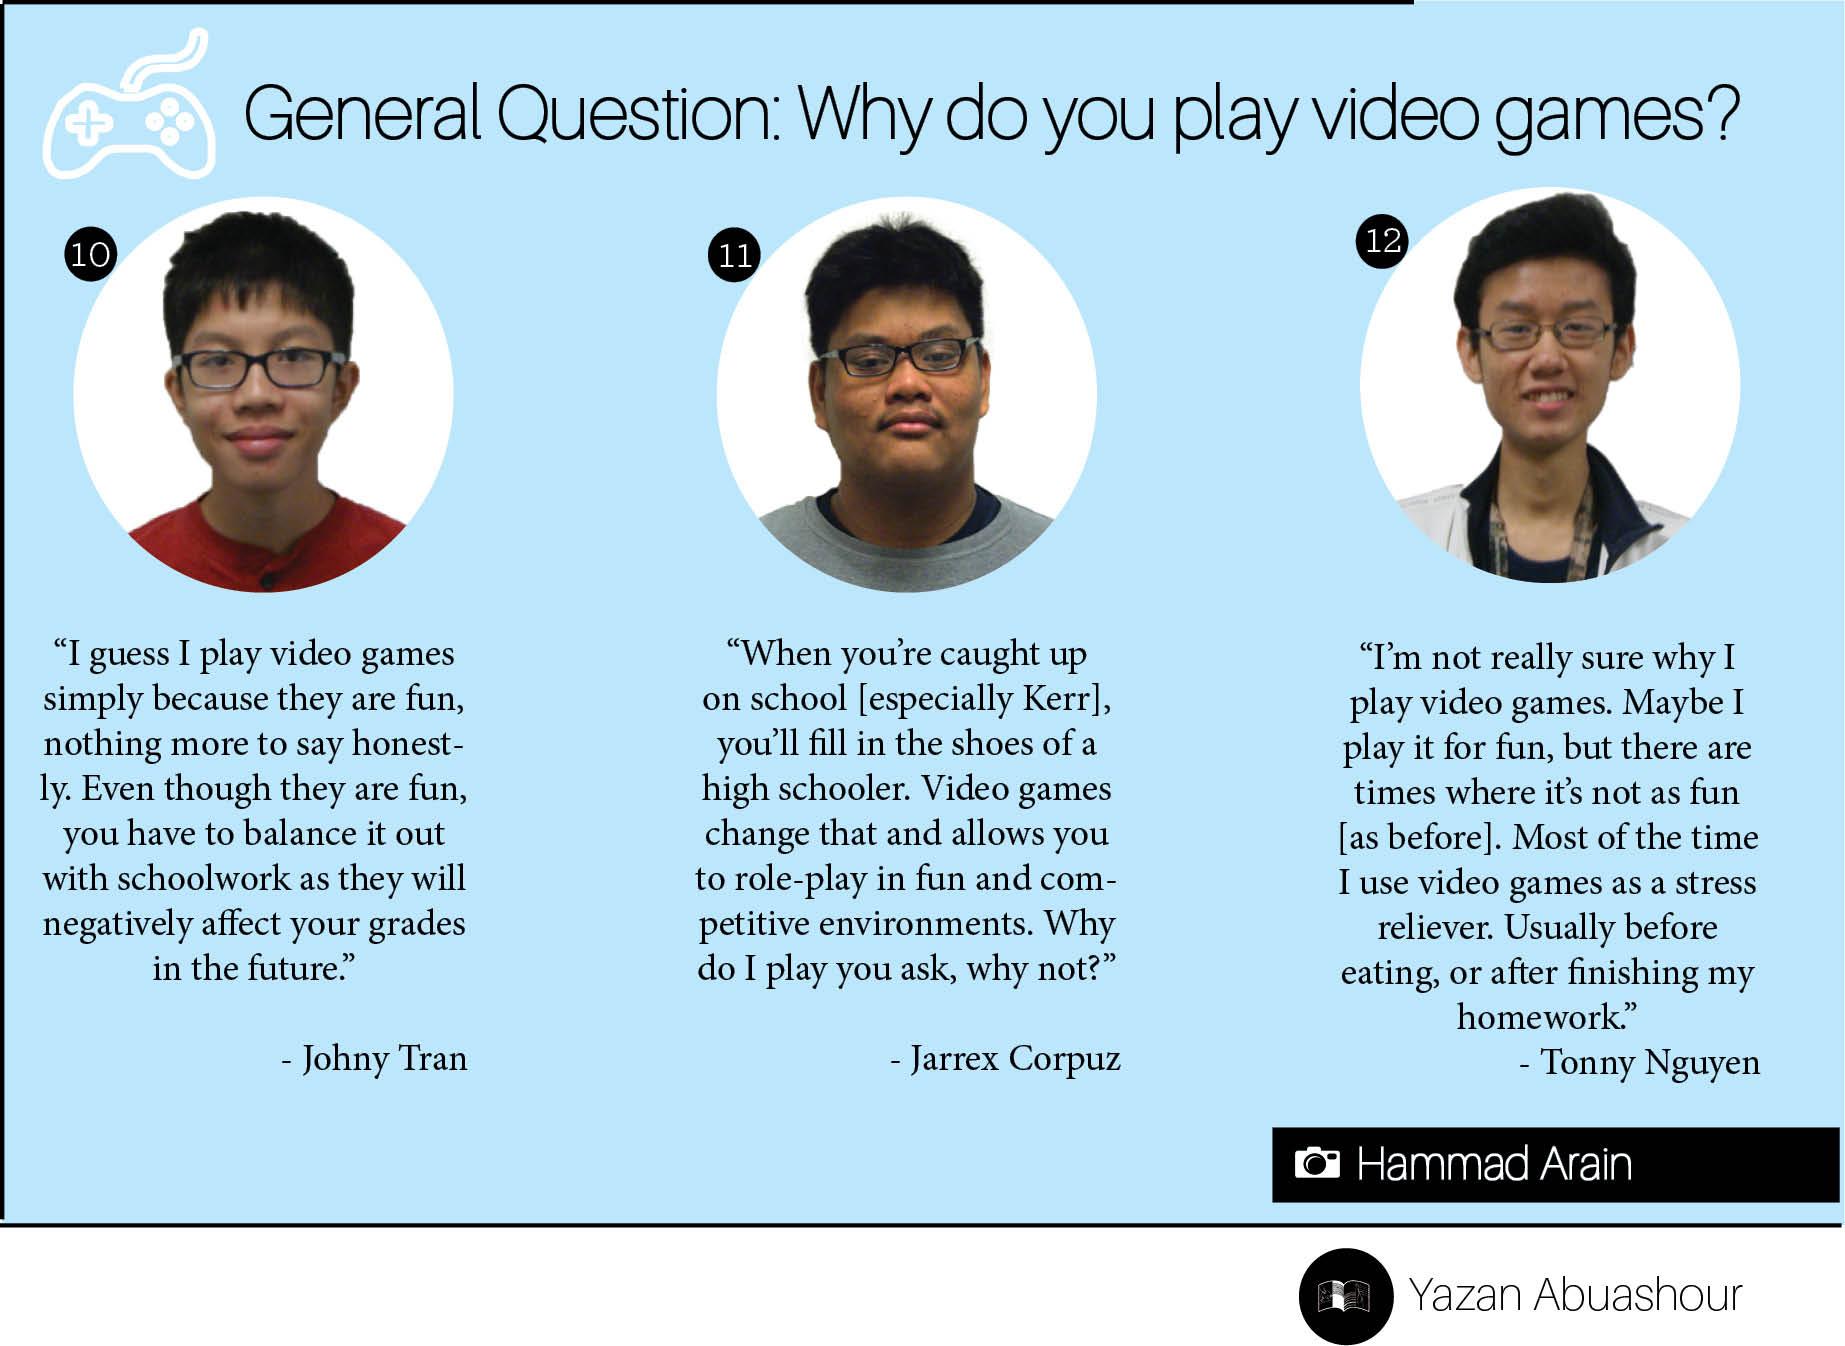 General Question: Why do you play video games?
10
“I guess I play video games
simply because they are fun,
nothing more to say honest-
ly. Even though they are fun,
you have to balance it out
with schoolwork as they will
negatively affect your grades
in the future.”
- Johny Tran
11
“When you’re caught up
on school [especially Kerr],
you’ll fill in the shoes of a
high schooler. Video games
change that and allows you
to role-play in fun and com-
petitive environments. Why
do I play you ask, why not?”
- Jarrex Corpuz
12
“I’m not really sure why I
play video games. Maybe I
play it for fun, but there are
times where it’s not as fun
[as before]. Most of the time
I use video games as a stress
reliever. Usually before
eating, or after finishing my
homework.”
- Tonny Nguyen
Hammad Arain
Yazan Abuashour